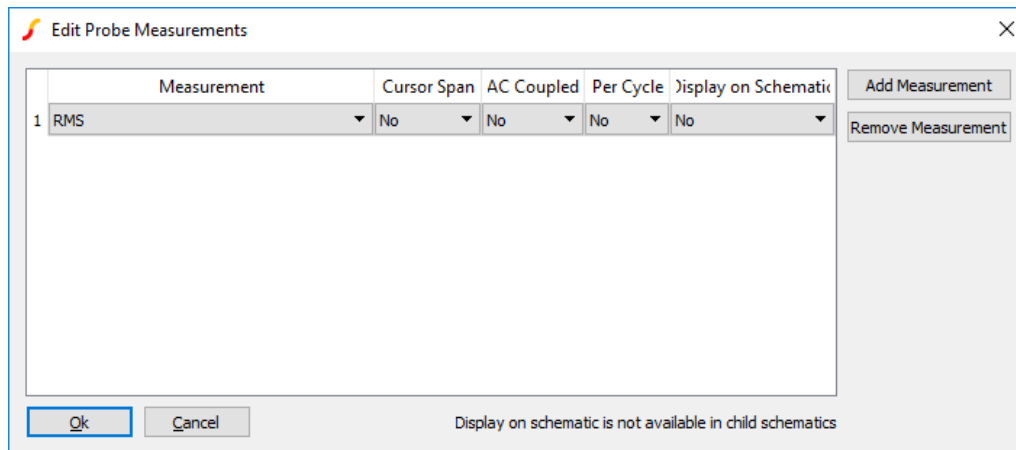 Edit Probe Measurements
Measurement Cursor Span AC Coupled Per Cycle Display on Schematic Add Measurement
1 RMS No No No No Remove Measurement
Ok Cancel Display on schematic is not available in child schematics